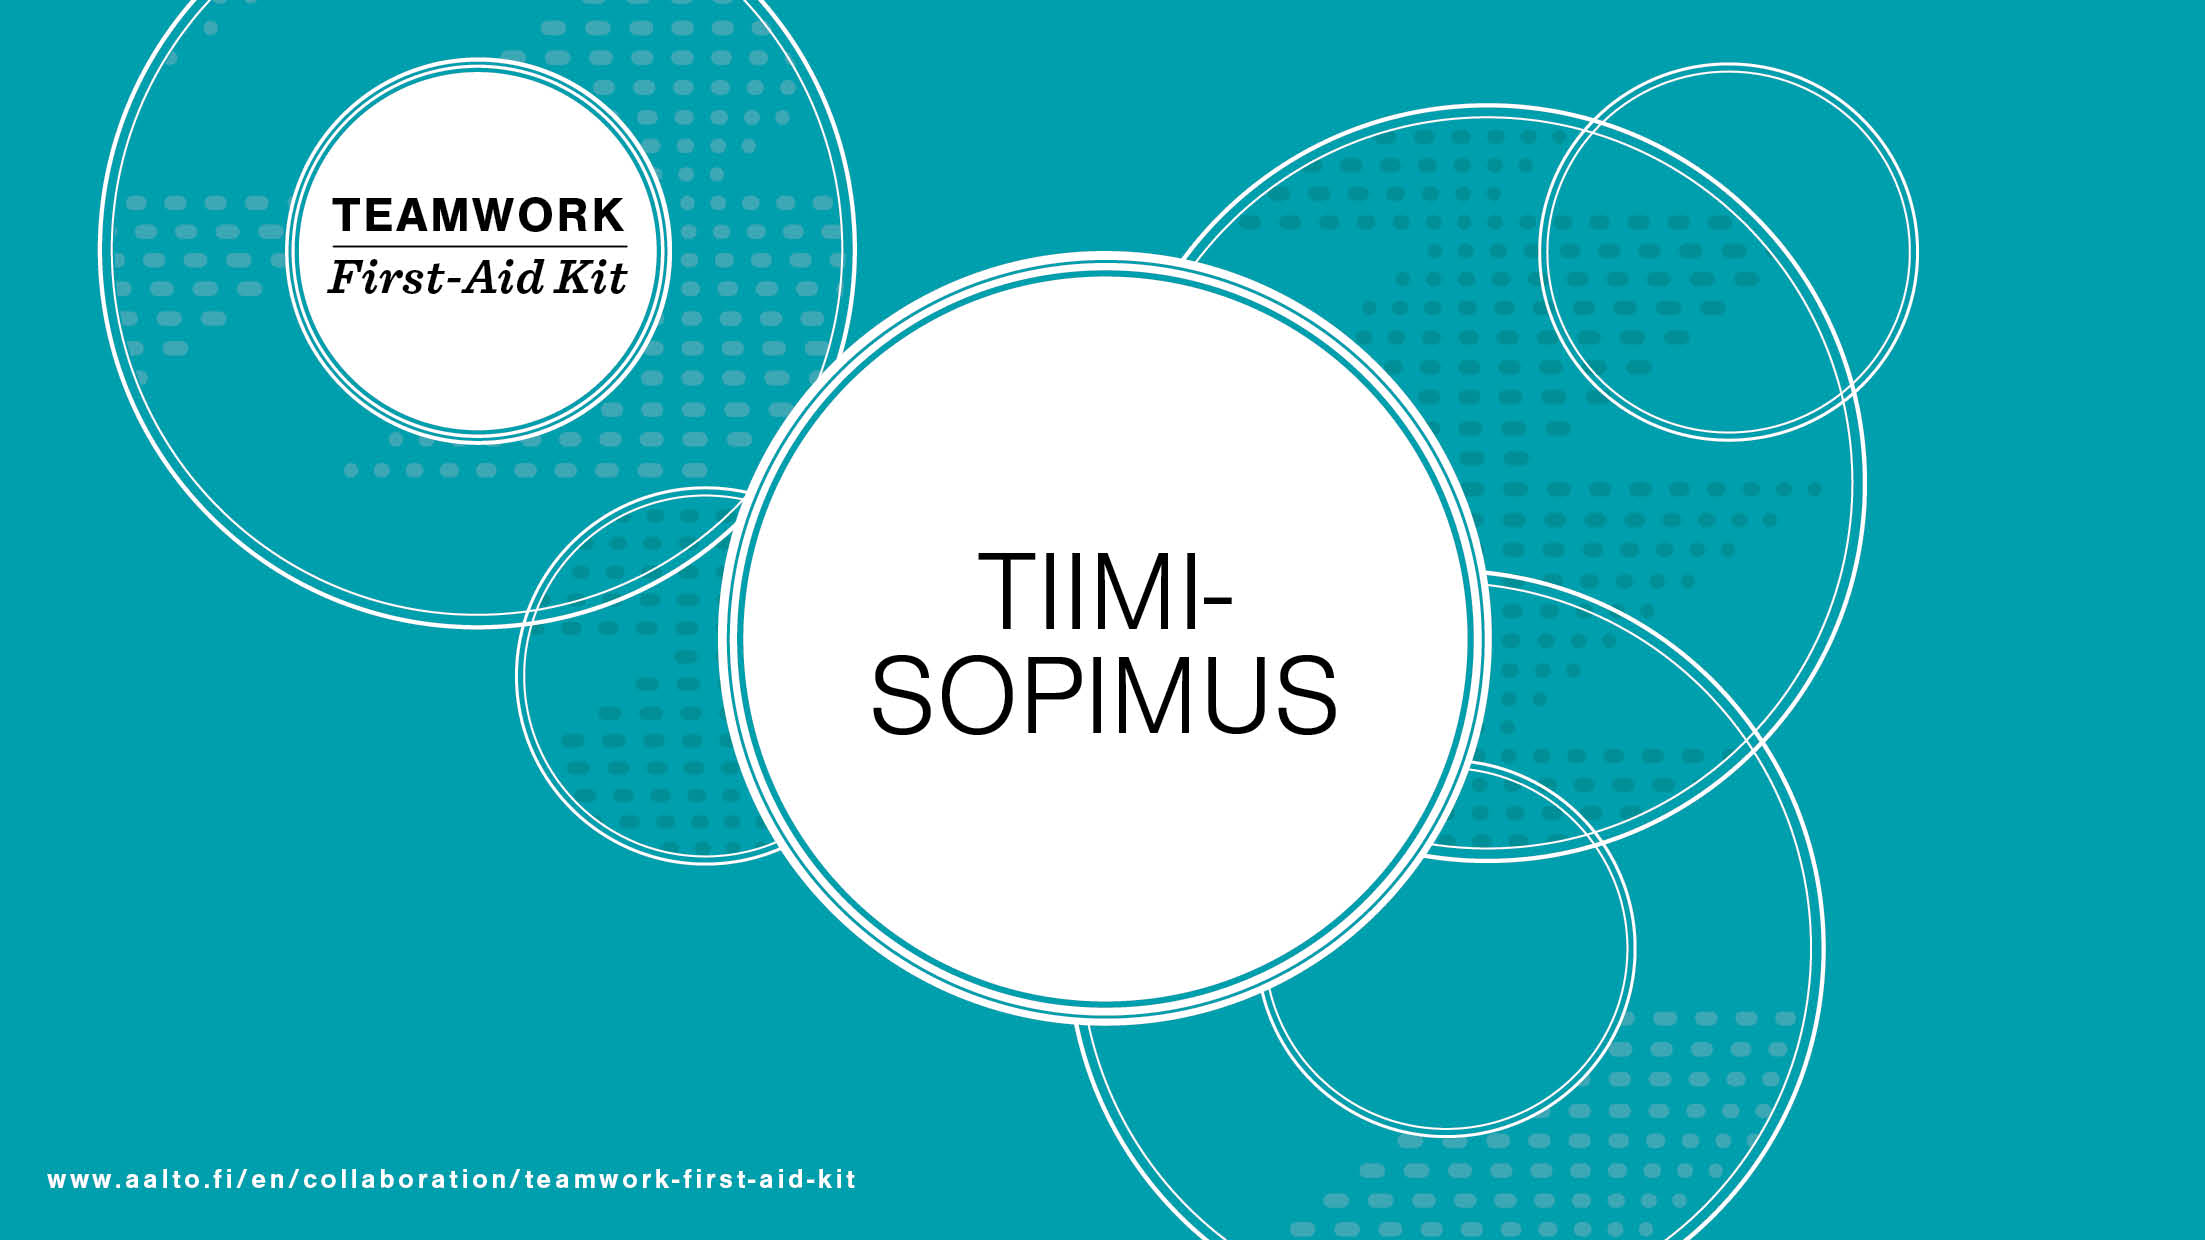 TEAMWORK
First-Aid Kit
TIIMI-
SOPIMUS
www.aalto.fi/en/collaboration/teamwork-first-aid-kit